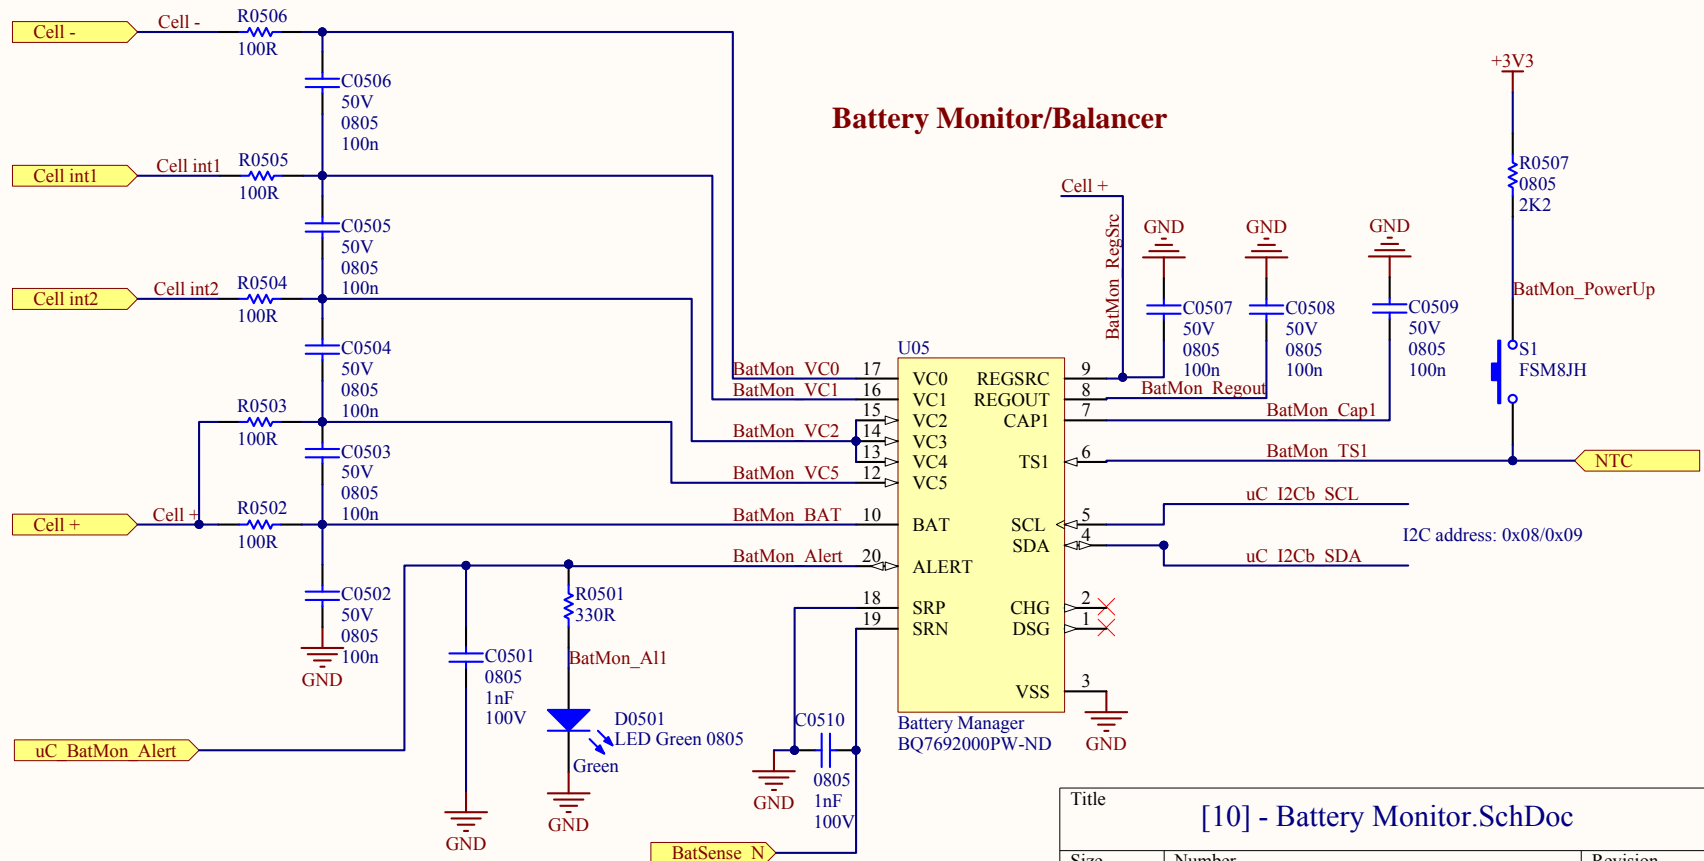 Cell -
Cell -
R0506
100R
C0506
50V
0805
100n
Battery Monitor/Balancer
+3V3
R0507
0805
2K2
Cell int1
Cell int1
R0505
100R
C0505
50V
0805
100n
Cell int2
Cell int2
R0504
100R
C0504
50V
0805
100n
R0503
100R
C0503
50V
0805
100n
Cell +
Cell +
R0502
100R
C0502
50V
0805
100n
GND
Cell +
BatMon_RegSrc
GND
GND
GND
C0507
50V
0805
100n
C0508
50V
0805
100n
C0509
50V
0805
100n
BatMon_PowerUp
S1
FSM8JH
U05
BatMon_VC0
17
VC0
REGSRC
9
BatMon_VC1
16
VC1
REGOUT
8
BatMon_Regout
15
VC2
CAP1
7
BatMon_Cap1
BatMon_VC2
14
VC3
13
VC4
TS1
6
BatMon_TS1
NTC
BatMon_VC5
12
VC5
BatMon_BAT
10
BAT
SCL
5
uC_I2Cb_SCL
SDA
4
uC_I2Cb_SDA
I2C address: 0x08/0x09
BatMon_Alert
20
ALERT
18
SRP
CHG
2
19
SRN
DSG
1
VSS
3
GND
Battery Manager
BQ7692000PW-ND
R0501
330R
BatMon_Al1
C0501
0805
1nF
100V
D0501
LED Green 0805
Green
GND
GND
uC_BatMon_Alert
C0510
0805
1nF
100V
GND
BatSense_N
Title
[10] - Battery Monitor.SchDoc
Size
Number
Revision